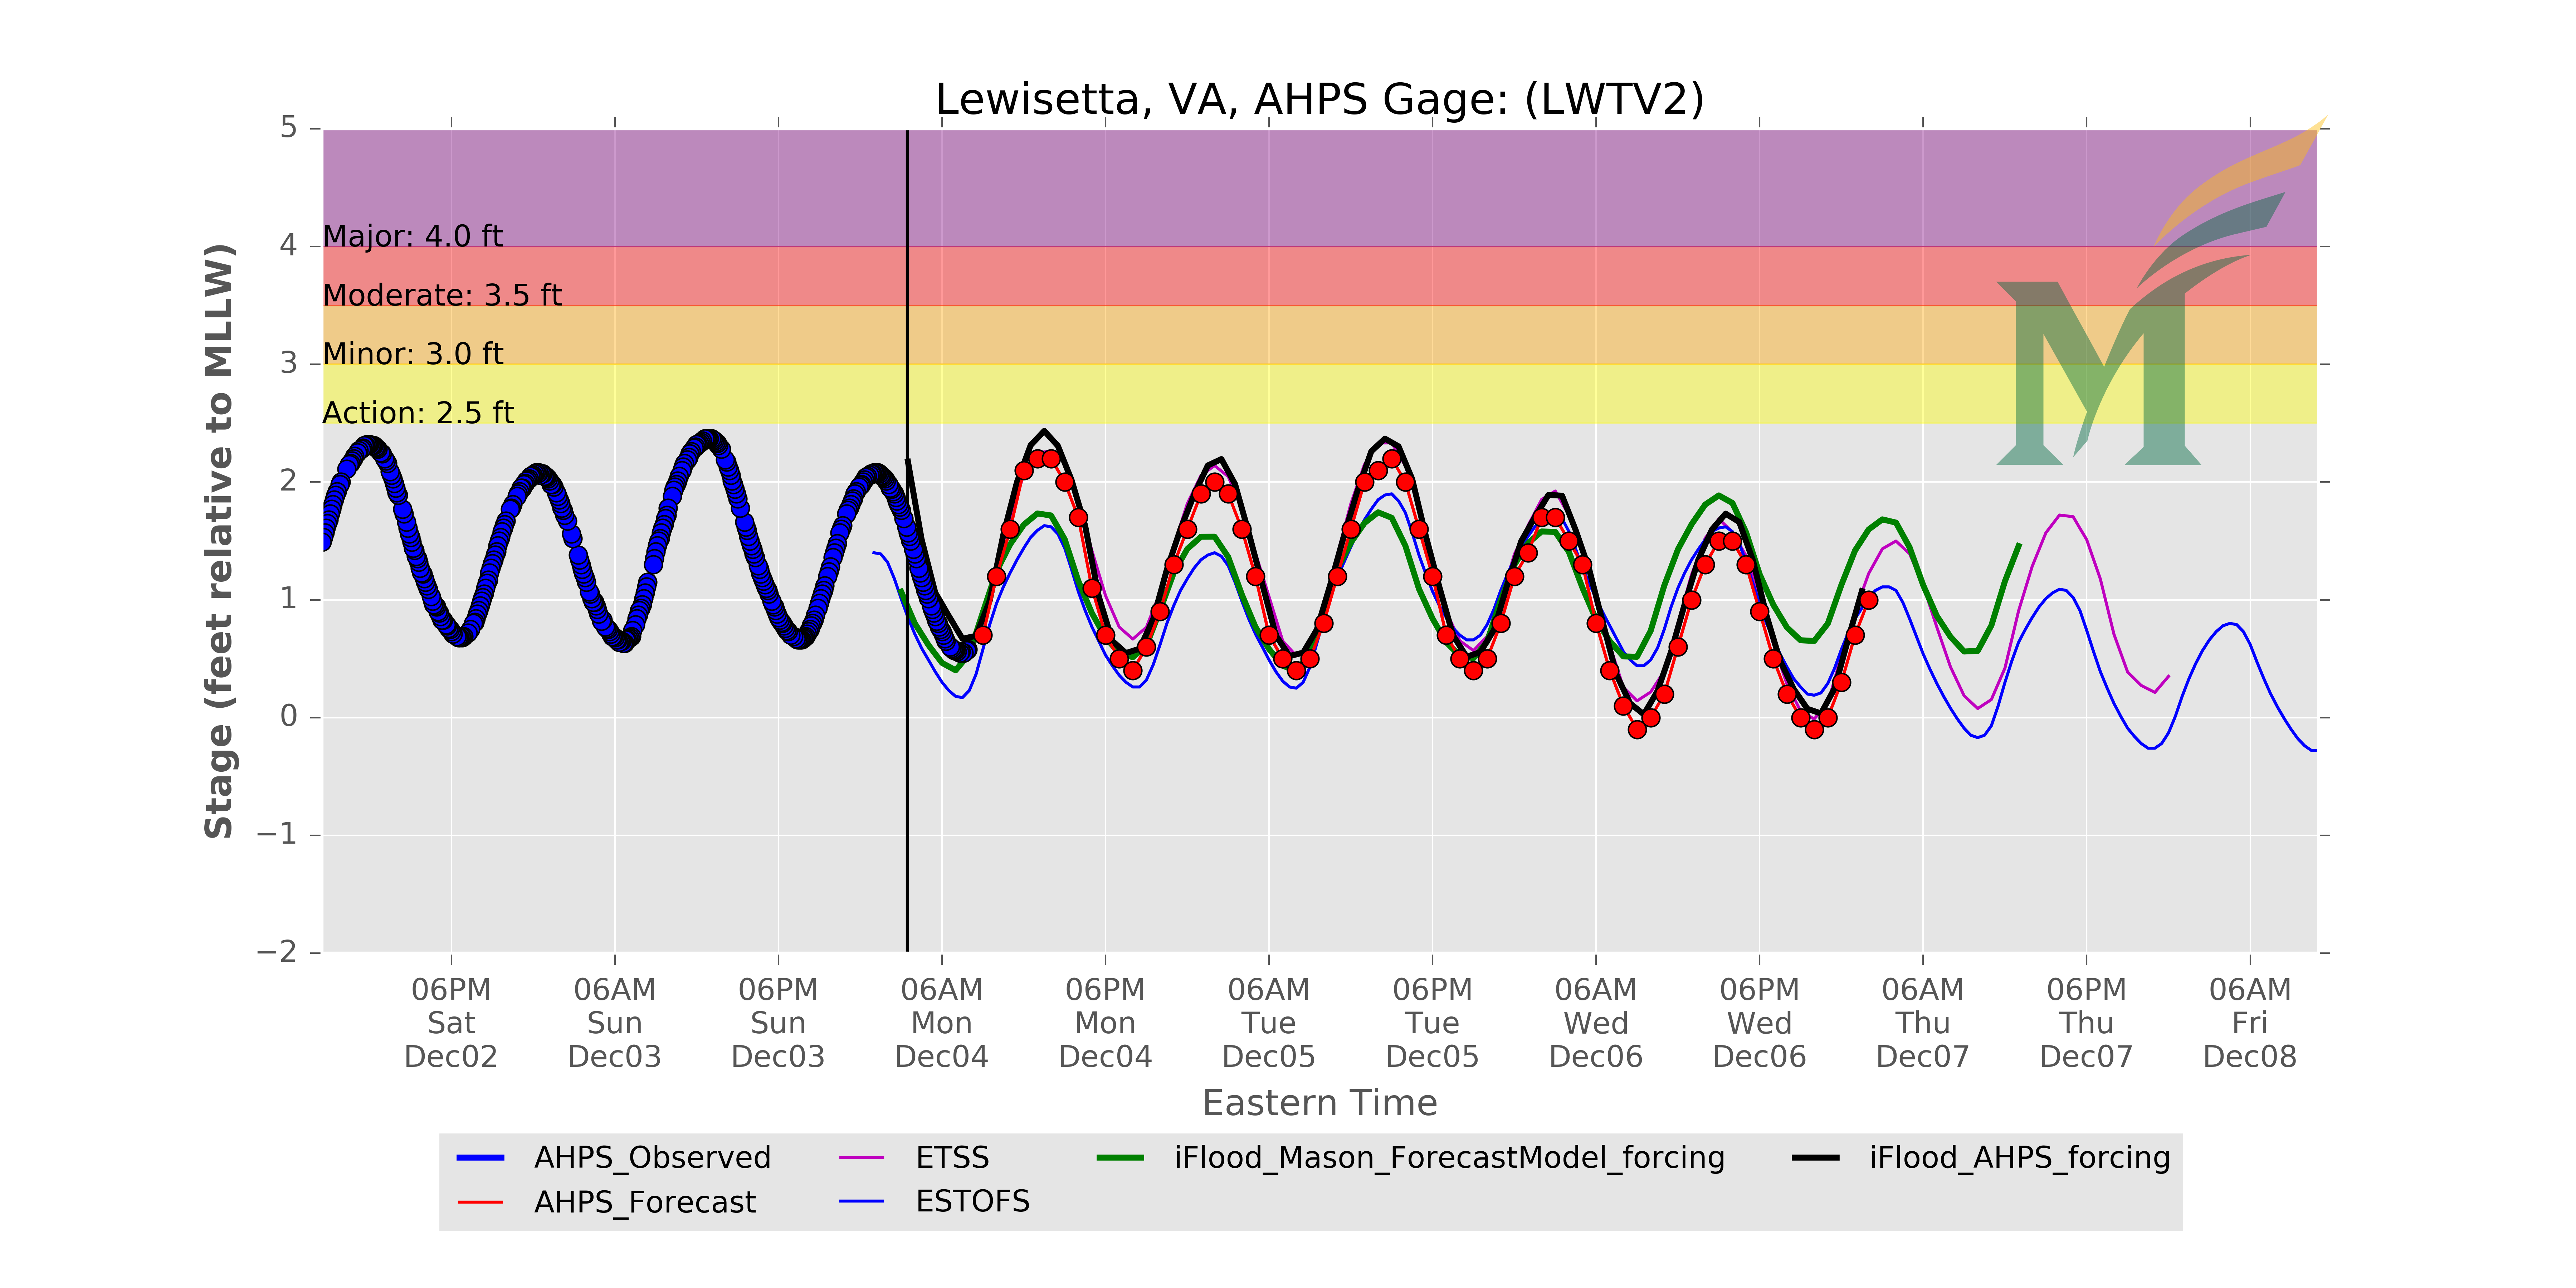 Lewisetta, VA, AHPS Gage: (LWTV2)
Stage (feet relative to MLLW)
5
4
3
2
1
0
−1
−2
Major: 4.0 ft
Moderate: 3.5 ft
Minor: 3.0 ft
Action: 2.5 ft
M
06PM Sat Dec02
06AM Sun Dec03
06PM Sun Dec03
06AM Mon Dec04
06PM Mon Dec04
06AM Tue Dec05
06PM Tue Dec05
06AM Wed Dec06
06PM Wed Dec06
06AM Thu Dec07
06PM Thu Dec07
06AM Fri Dec08
Eastern Time
AHPS_Observed
AHPS_Forecast
ETSS
ESTOFS
iFlood_Mason_ForecastModel_forcing
iFlood_AHPS_forcing